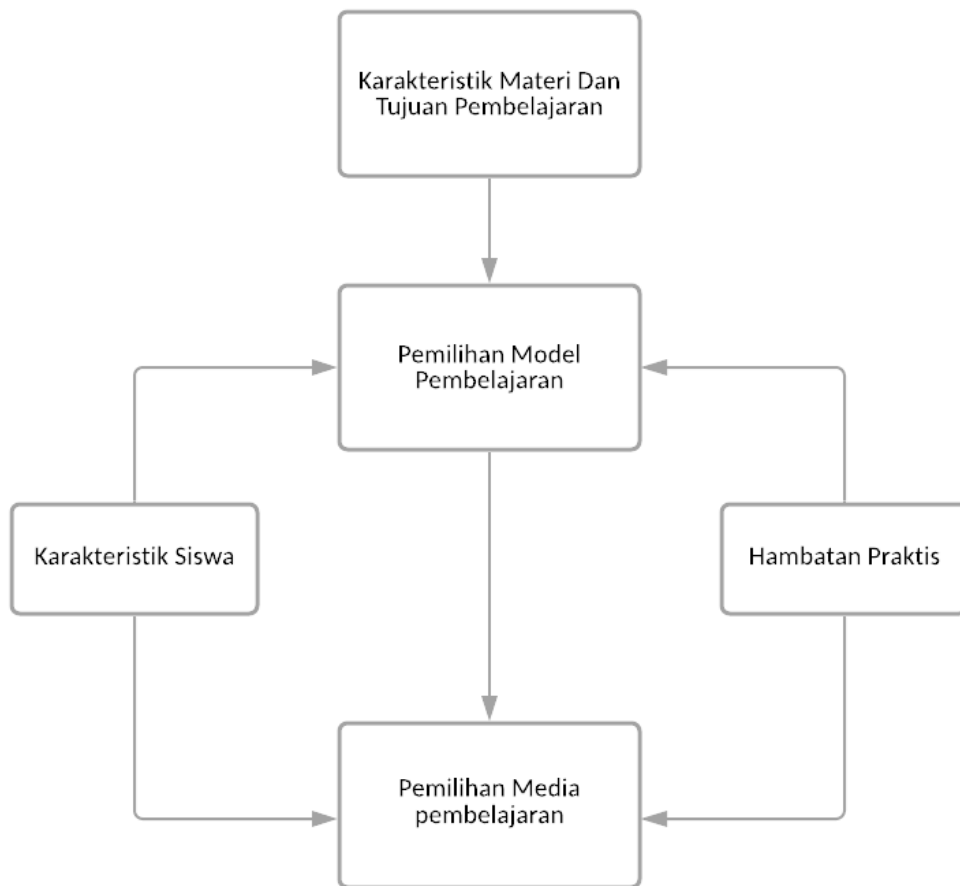 Karakteristik Materi Dan
Tujuan Pembelajaran
Pemilihan Model
Pembelajaran
Karakteristik Siswa
Hambatan Praktis
Pemilihan Media
pembelajaran